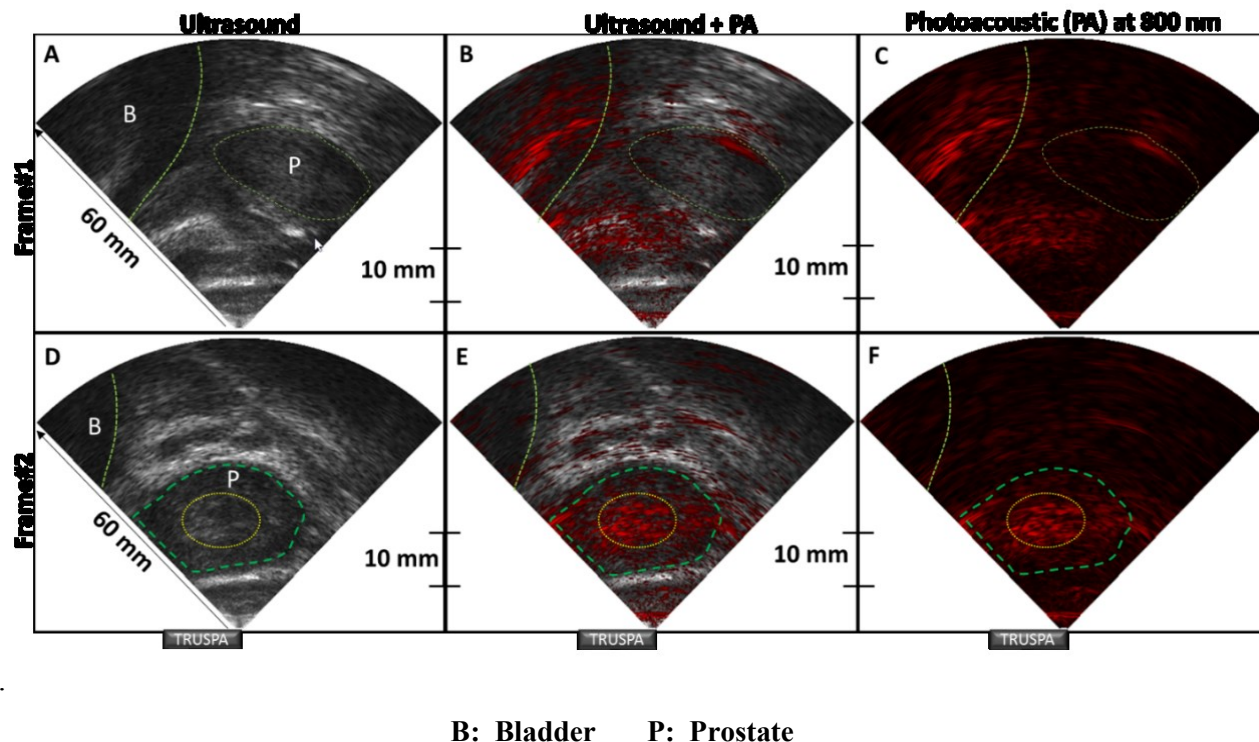 Ultrasound Ultrasound + PA Photoacoustic (PA) at 800 nm
Frame#1
A B C
B P
60 mm 10 mm 10 mm
Frame#2
D E F
B P
60 mm 10 mm 10 mm
TRUSPA TRUSPA TRUSPA
.
B: Bladder P: Prostate